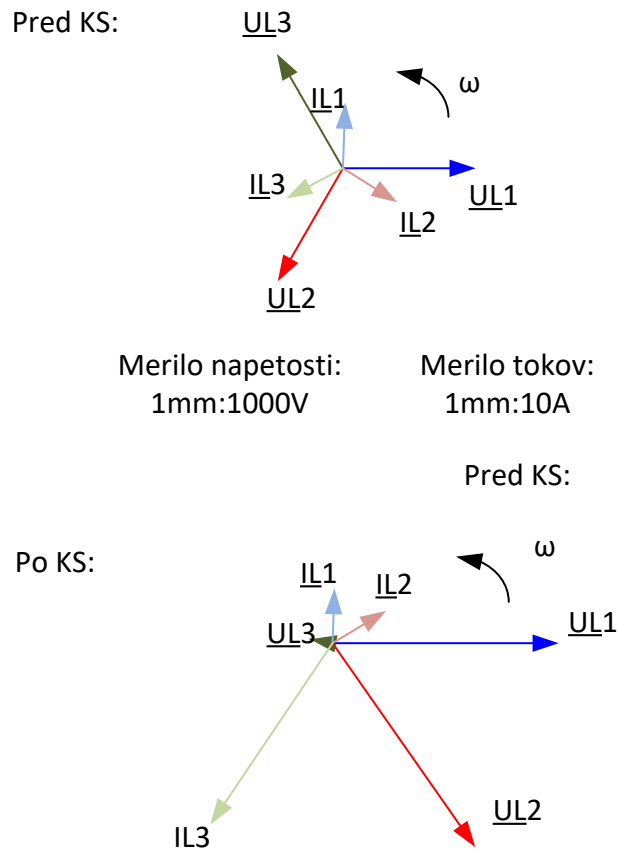 Pred KS:
UL3
ω
IL1
IL3
UL1
IL2
UL2
Merilo napetosti:
1mm:1000V
Merilo tokov:
1mm:10A
Pred KS:
Po KS:
ω
IL1
IL2
UL3
UL1
UL2
IL3